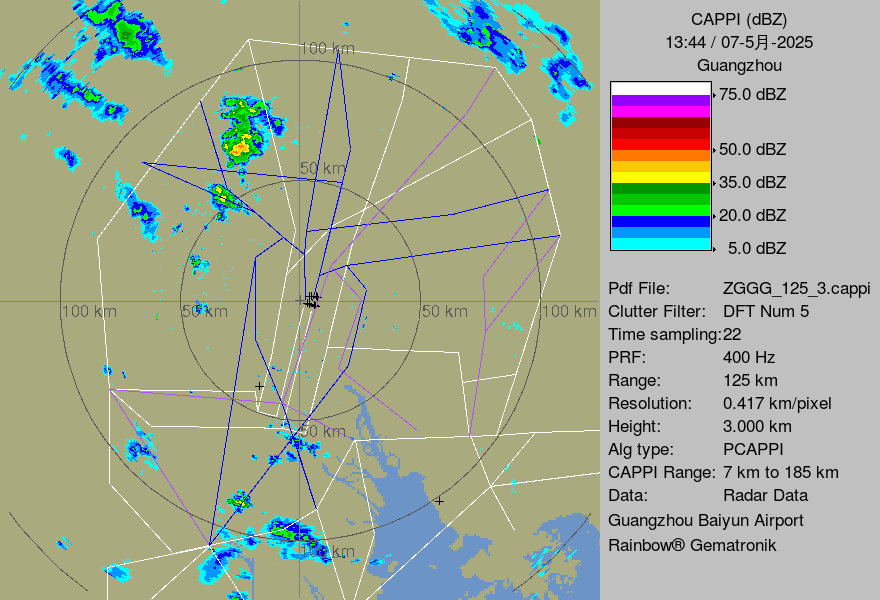 CAPPI (dBZ)
13:44 / 07-5月-2025
Guangzhou
75.0 dBZ
50.0 dBZ
35.0 dBZ
20.0 dBZ
5.0 dBZ
100 km
50 km
100 km
50 km
50 km
100 km
50 km
100 km
Pdf File: ZGGG_125_3.cappi
Clutter Filter: DFT Num 5
Time sampling:22
PRF: 400 Hz
Range: 125 km
Resolution: 0.417 km/pixel
Height: 3.000 km
Alg type: PCAPPI
CAPPI Range: 7 km to 185 km
Data: Radar Data
Guangzhou Baiyun Airport
Rainbow® Gematronik